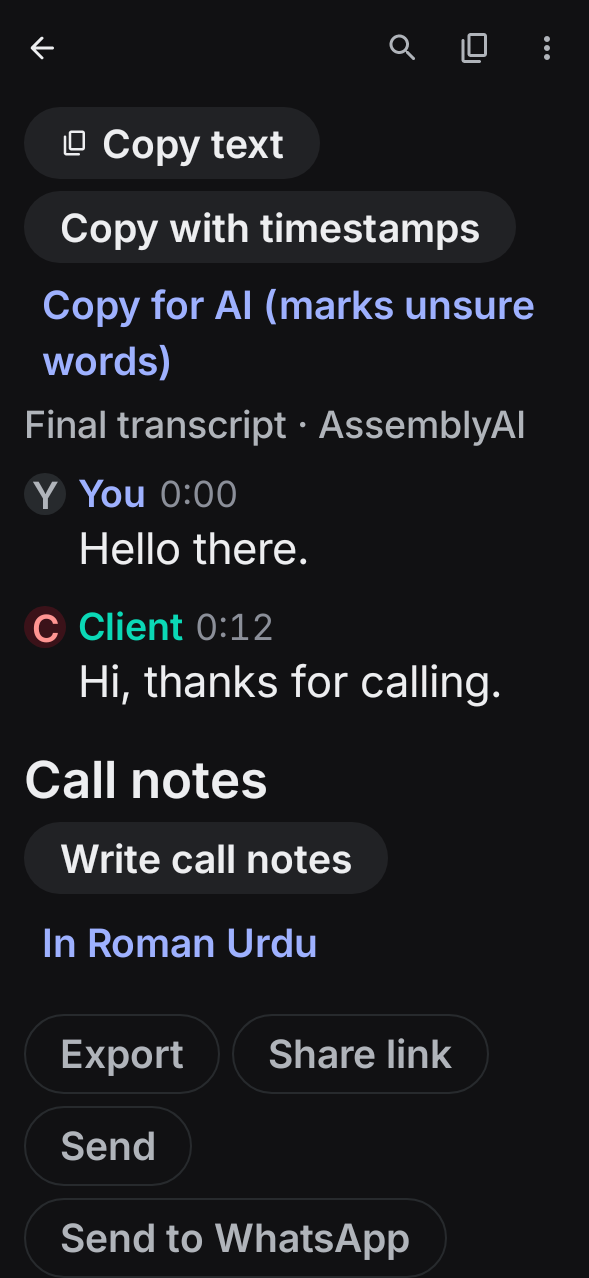 Copy text
Copy with timestamps
Copy for AI (marks unsure
words)
Final transcript · AssemblyAI
Y You 0:00
Hello there.
C Client 0:12
Hi, thanks for calling.
Call notes
Write call notes
In Roman Urdu
Export Share link
Send
Send to WhatsApp